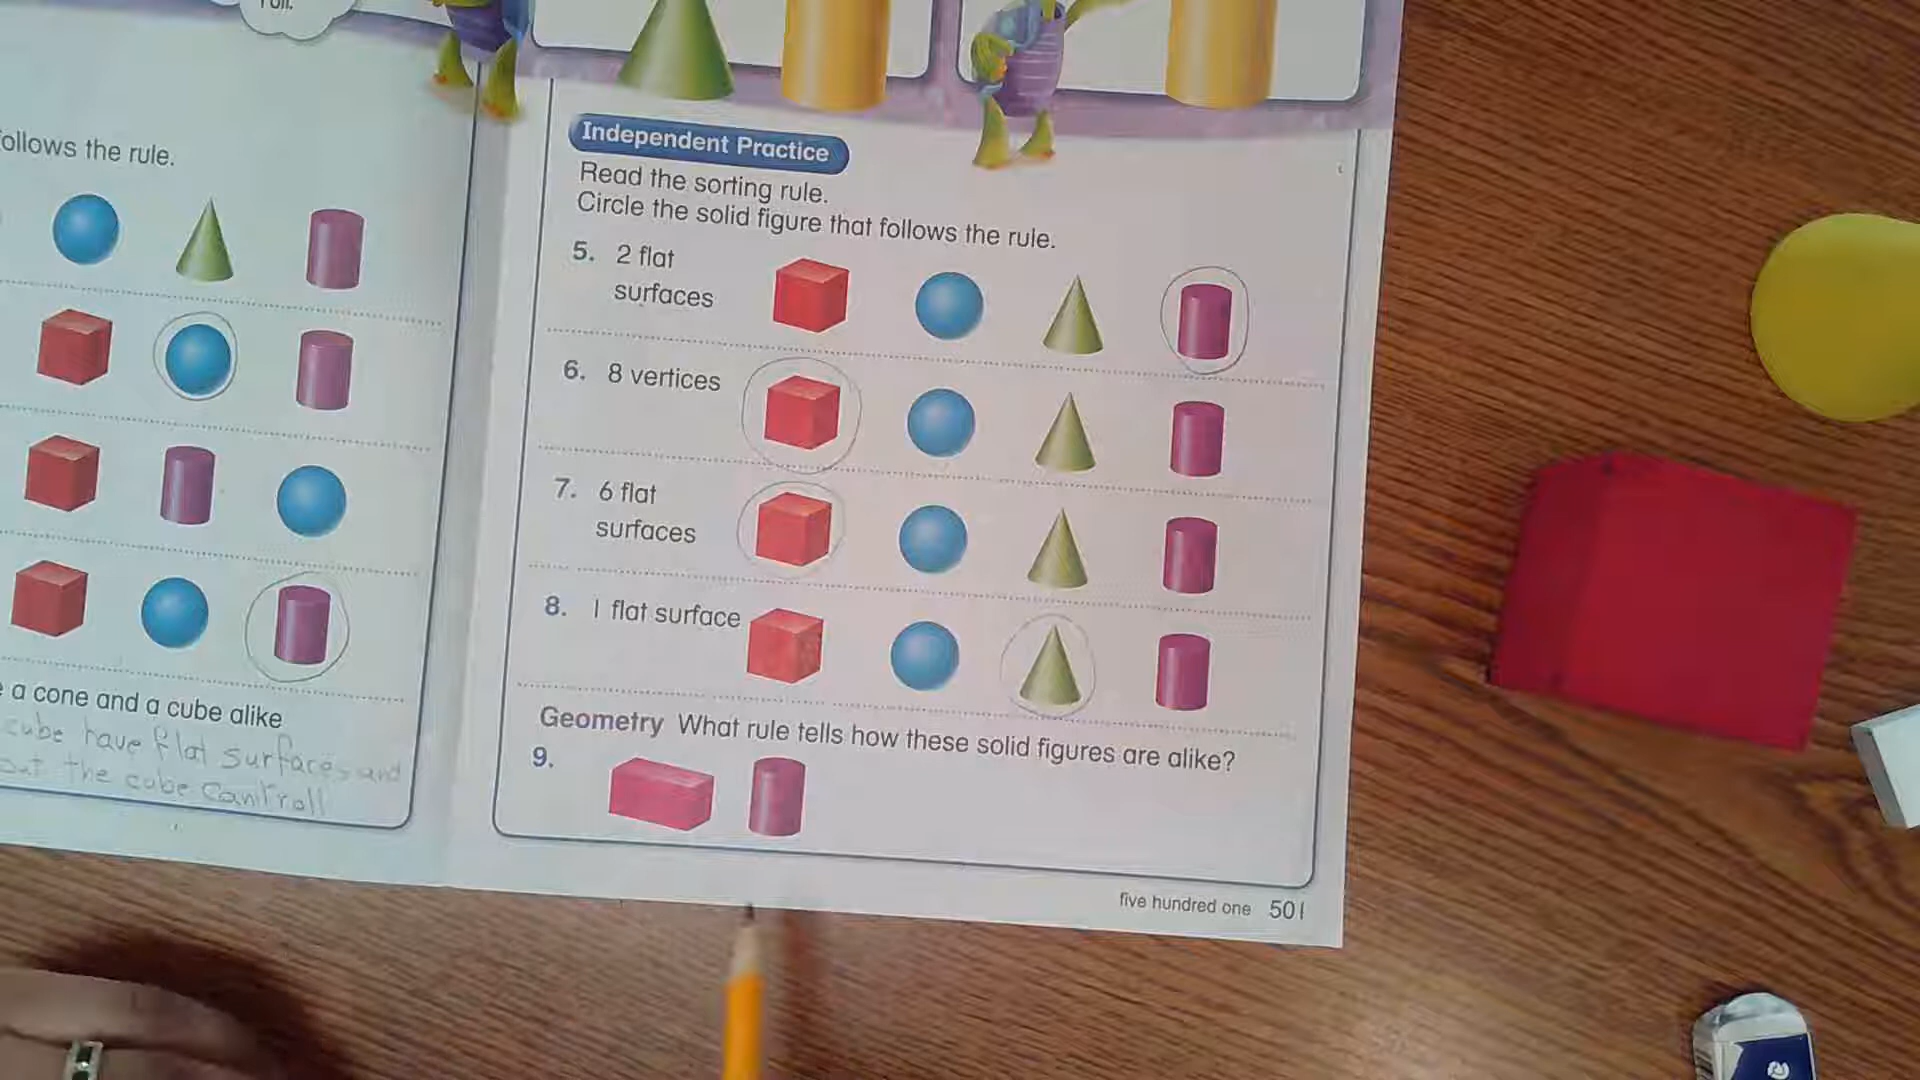 follows the rule.
a cone and a cube alike
cube have flat surfaces and
out the cube can't roll
Independent Practice
Read the sorting rule.
Circle the solid figure that follows the rule.
5. 2 flat
surfaces
6. 8 vertices
7. 6 flat
surfaces
8. 1 flat surface
Geometry What rule tells how these solid figures are alike?
9.
five hundred one 501